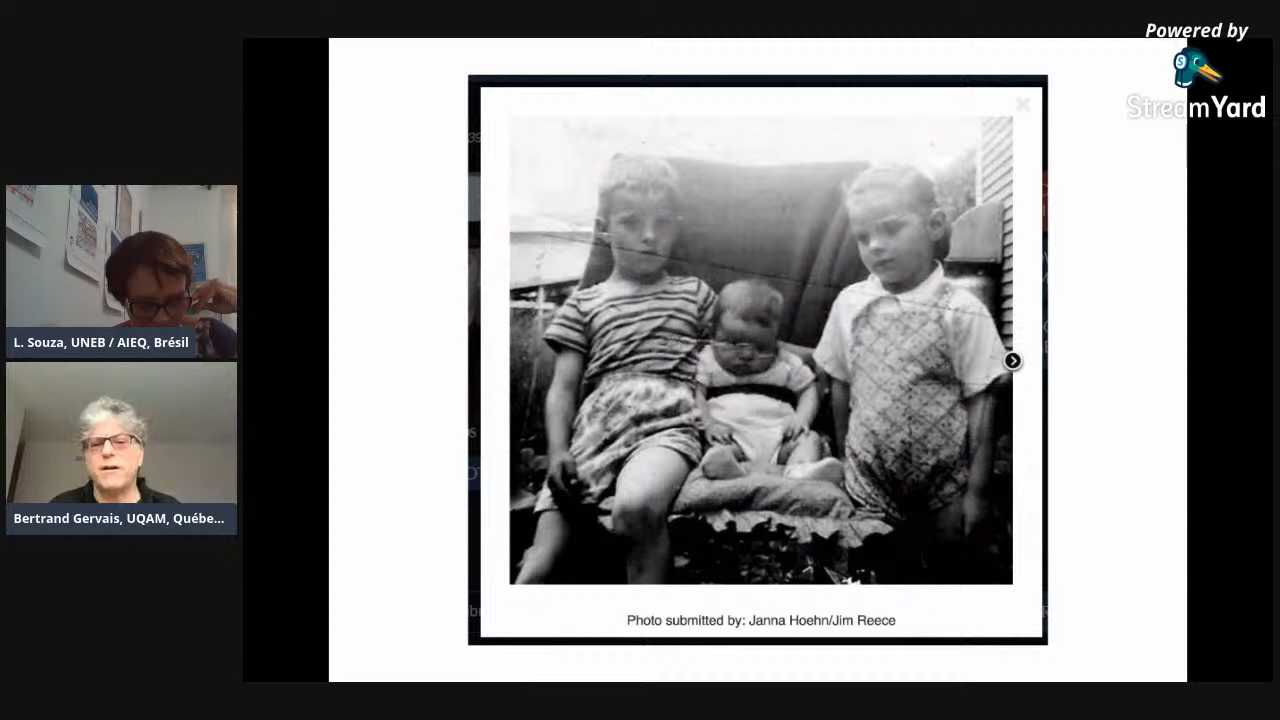 Powered by
StreamYard
L. Souza, UNEB / AIEQ, Brésil
Bertrand Gervais, UQAM, Québe...
Photo submitted by: Janna Hoehn/Jim Reece